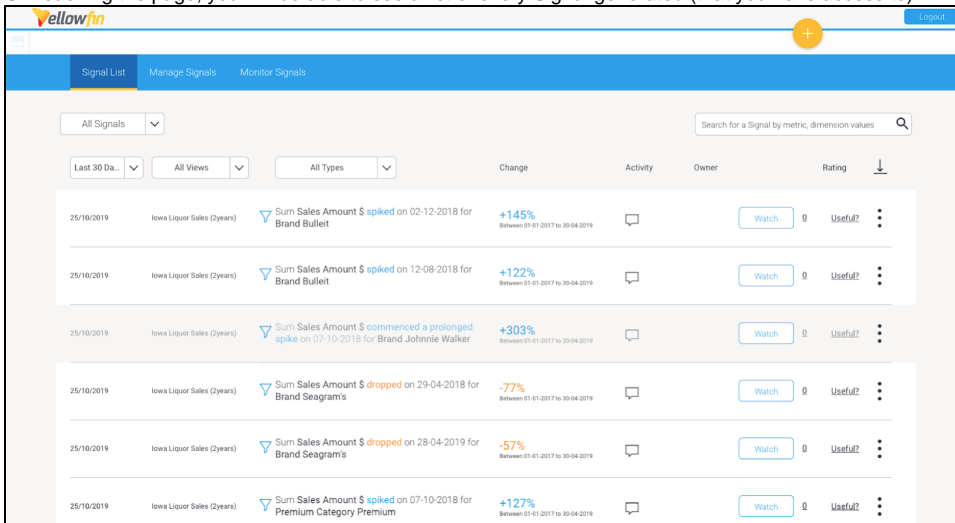 Yellowfin
Logout
Signal List Manage Signals Monitor Signals
All Signals
Search for a Signal by metric, dimension values
Last 30 Da... All Views All Types Change Activity Owner Rating
25/10/2019 Iowa Liquor Sales (2years) Sum Sales Amount $ spiked on 02-12-2018 for
Brand Bulleit
+145%
Between 01-01-2017 to 30-04-2019
Watch 0 Useful?
25/10/2019 Iowa Liquor Sales (2years) Sum Sales Amount $ spiked on 12-08-2018 for
Brand Bulleit
+122%
Between 01-01-2017 to 30-04-2019
Watch 0 Useful?
25/10/2019 Iowa Liquor Sales (2years) Sum Sales Amount $ commenced a prolonged
spike on 07-10-2018 for Brand Johnnie Walker
+303%
Between 01-01-2017 to 30-04-2019
Watch 0 Useful?
25/10/2019 Iowa Liquor Sales (2years) Sum Sales Amount $ dropped on 29-04-2018 for
Brand Seagram's
-77%
Between 01-01-2017 to 30-04-2019
Watch 0 Useful?
25/10/2019 Iowa Liquor Sales (2years) Sum Sales Amount $ dropped on 28-04-2019 for
Brand Seagram's
-57%
Between 01-01-2017 to 30-04-2019
Watch 0 Useful?
25/10/2019 Iowa Liquor Sales (2years) Sum Sales Amount $ spiked on 07-10-2018 for
Premium Category Premium
+127%
Between 01-01-2017 to 30-04-2019
Watch 0 Useful?